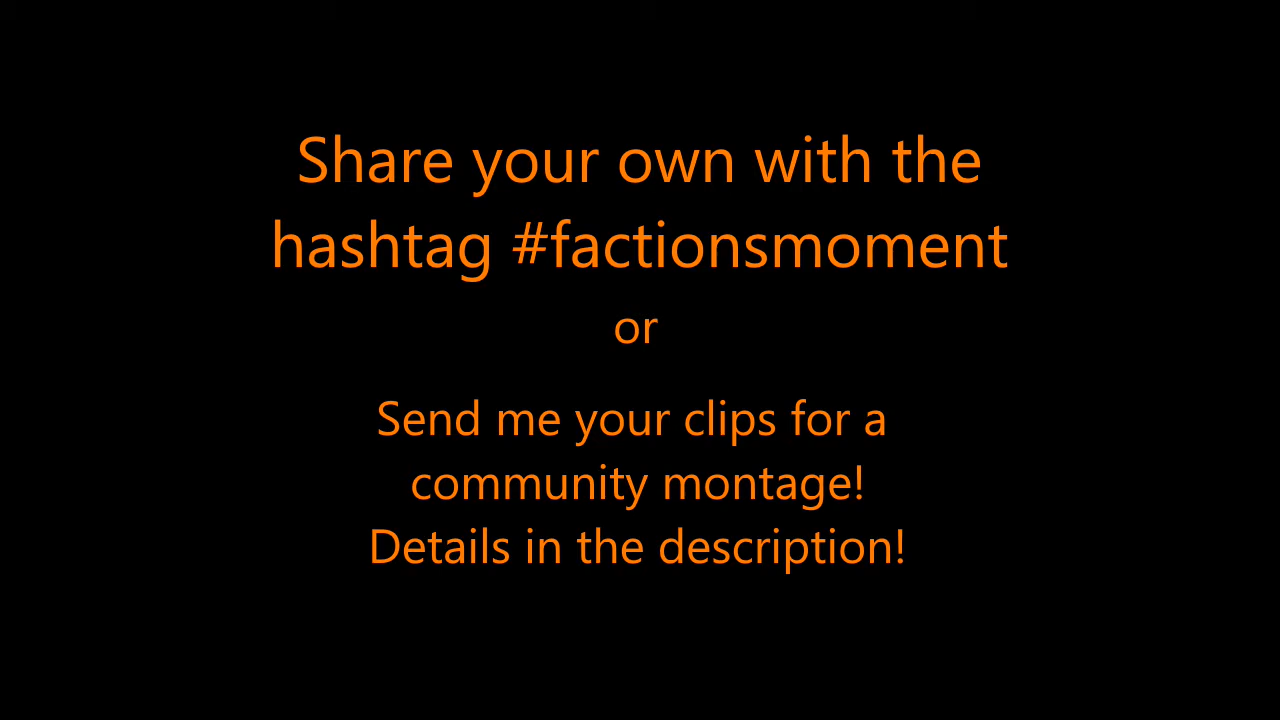 Share your own with the
hashtag #factionsmoment
or
Send me your clips for a
community montage!
Details in the description!